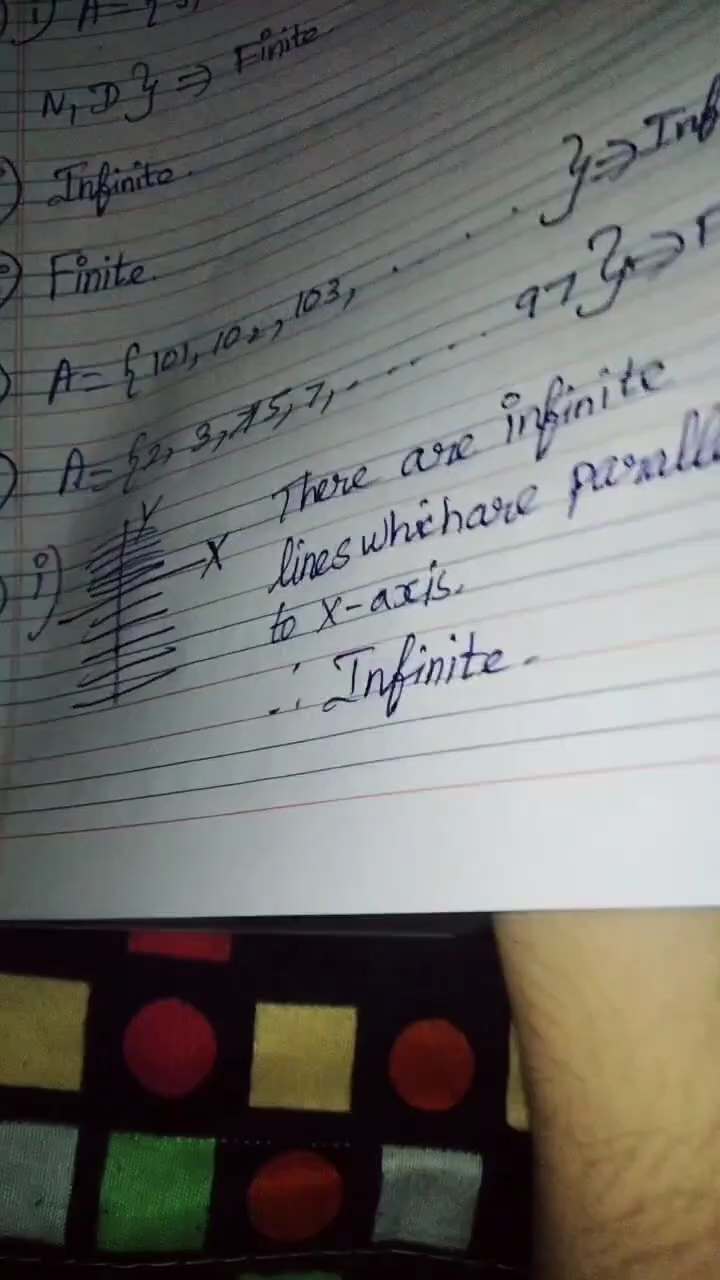 i) A = {
N, D} ⇒ Finite
) Infinite.
) Finite.
) A = {101, 102, 103, ........ } ⇒ Inf
) A = {2, 3, 5, 7, ........ 97} ⇒ F
i) Y X There are infinite
lines which are parall
to X-axis.
∴ Infinite.